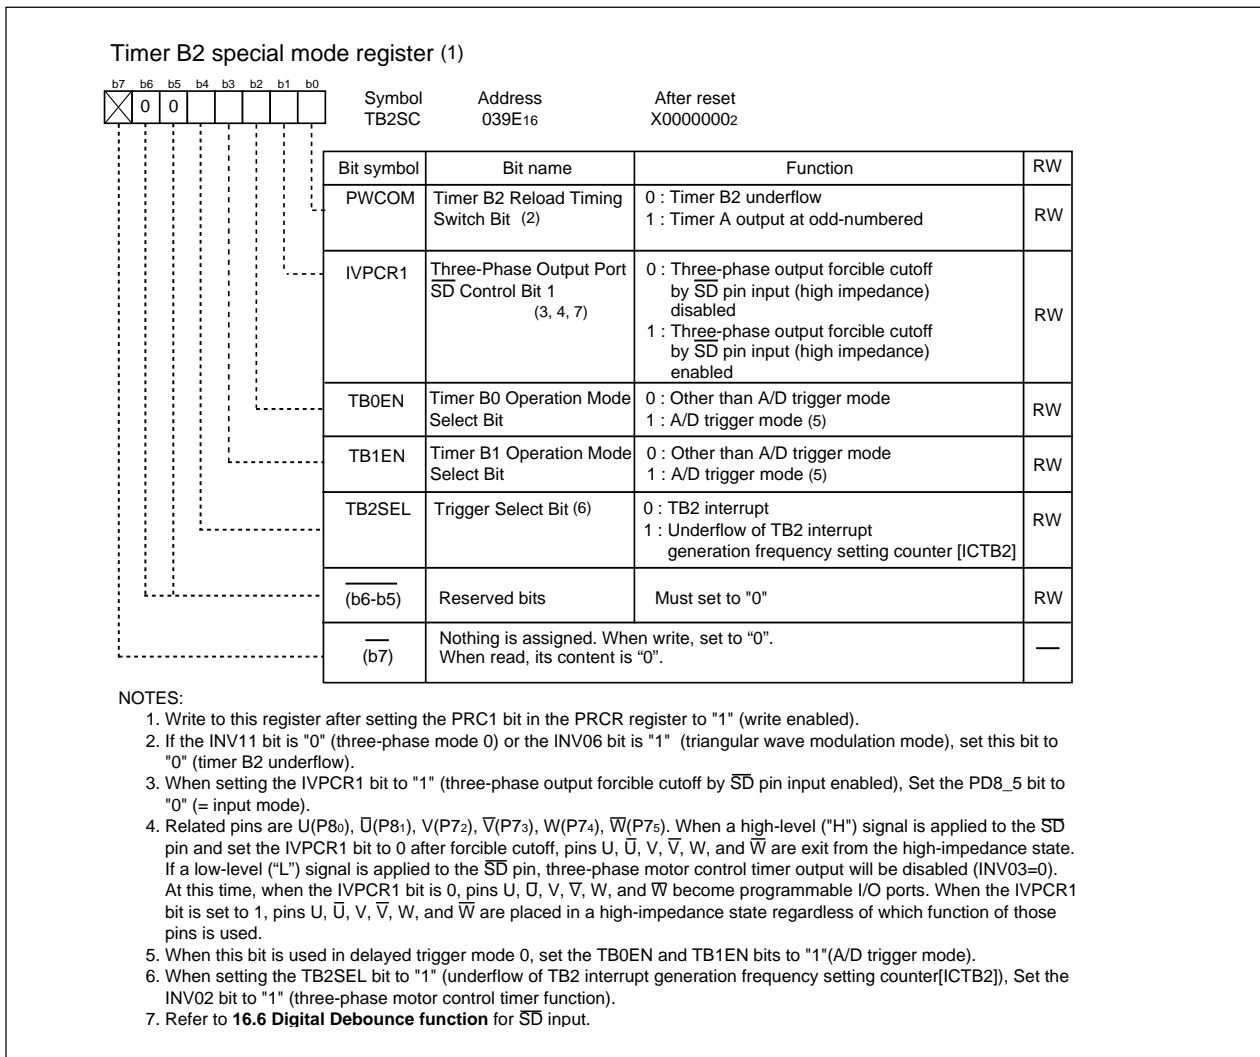 Timer B2 special mode register (1)
b7 b6 b5 b4 b3 b2 b1 b0
0 0
Symbol Address After reset
TB2SC 039E16 X00000002
Bit symbol Bit name Function RW
PWCOM Timer B2 Reload Timing 0 : Timer B2 underflow
Switch Bit (2) 1 : Timer A output at odd-numbered RW
IVPCR1 Three-Phase Output Port 0 : Three-phase output forcible cutoff
S̅D̅ Control Bit 1 by S̅D̅ pin input (high impedance)
(3, 4, 7) disabled
RW
1 : Three-phase output forcible cutoff
by S̅D̅ pin input (high impedance)
enabled
TB0EN Timer B0 Operation Mode 0 : Other than A/D trigger mode
Select Bit 1 : A/D trigger mode (5) RW
TB1EN Timer B1 Operation Mode 0 : Other than A/D trigger mode
Select Bit 1 : A/D trigger mode (5) RW
TB2SEL Trigger Select Bit (6) 0 : TB2 interrupt
1 : Underflow of TB2 interrupt RW
generation frequency setting counter [ICTB2]
(b6-b5) Reserved bits Must set to "0" RW
Nothing is assigned. When write, set to “0”.
(b7) When read, its content is “0”. —
NOTES:
1. Write to this register after setting the PRC1 bit in the PRCR register to "1" (write enabled).
2. If the INV11 bit is "0" (three-phase mode 0) or the INV06 bit is "1" (triangular wave modulation mode), set this bit to
"0" (timer B2 underflow).
3. When setting the IVPCR1 bit to "1" (three-phase output forcible cutoff by S̅D̅ pin input enabled), Set the PD8_5 bit to
"0" (= input mode).
4. Related pins are U(P80), U̅(P81), V(P72), V̅(P73), W(P74), W̅(P75). When a high-level ("H") signal is applied to the S̅D̅
pin and set the IVPCR1 bit to 0 after forcible cutoff, pins U, U̅, V, V̅, W, and W̅ are exit from the high-impedance state.
If a low-level (“L”) signal is applied to the S̅D̅ pin, three-phase motor control timer output will be disabled (INV03=0).
At this time, when the IVPCR1 bit is 0, pins U, U̅, V, V̅, W, and W̅ become programmable I/O ports. When the IVPCR1
bit is set to 1, pins U, U̅, V, V̅, W, and W̅ are placed in a high-impedance state regardless of which function of those
pins is used.
5. When this bit is used in delayed trigger mode 0, set the TB0EN and TB1EN bits to "1"(A/D trigger mode).
6. When setting the TB2SEL bit to "1" (underflow of TB2 interrupt generation frequency setting counter[ICTB2]), Set the
INV02 bit to "1" (three-phase motor control timer function).
7. Refer to 16.6 Digital Debounce function for S̅D̅ input.